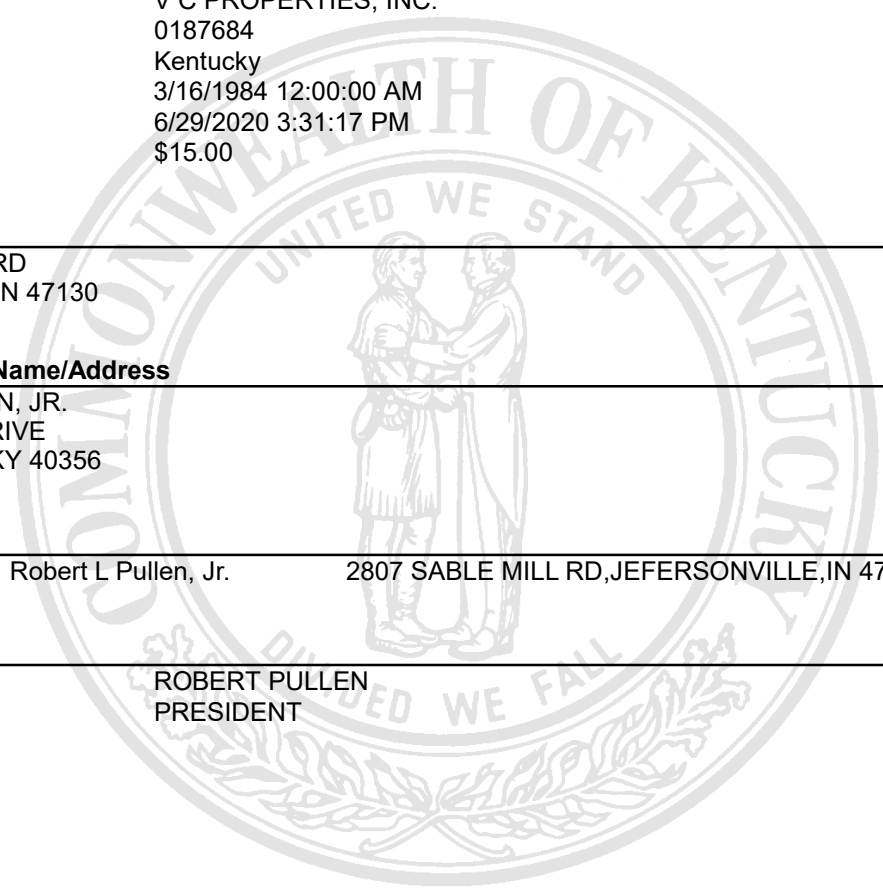 V C PROPERTIES, INC.
0187684
Kentucky
3/16/1984 12:00:00 AM
6/29/2020 3:31:17 PM
$15.00
RD
N 47130
Name/Address
N, JR.
RIVE
KY 40356
Robert L Pullen, Jr. 2807 SABLE MILL RD,JEFERSONVILLE,IN 47
ROBERT PULLEN
PRESIDENT
COMMONWEALTH OF KENTUCKY
UNITED WE STAND
DIVIDED WE FALL